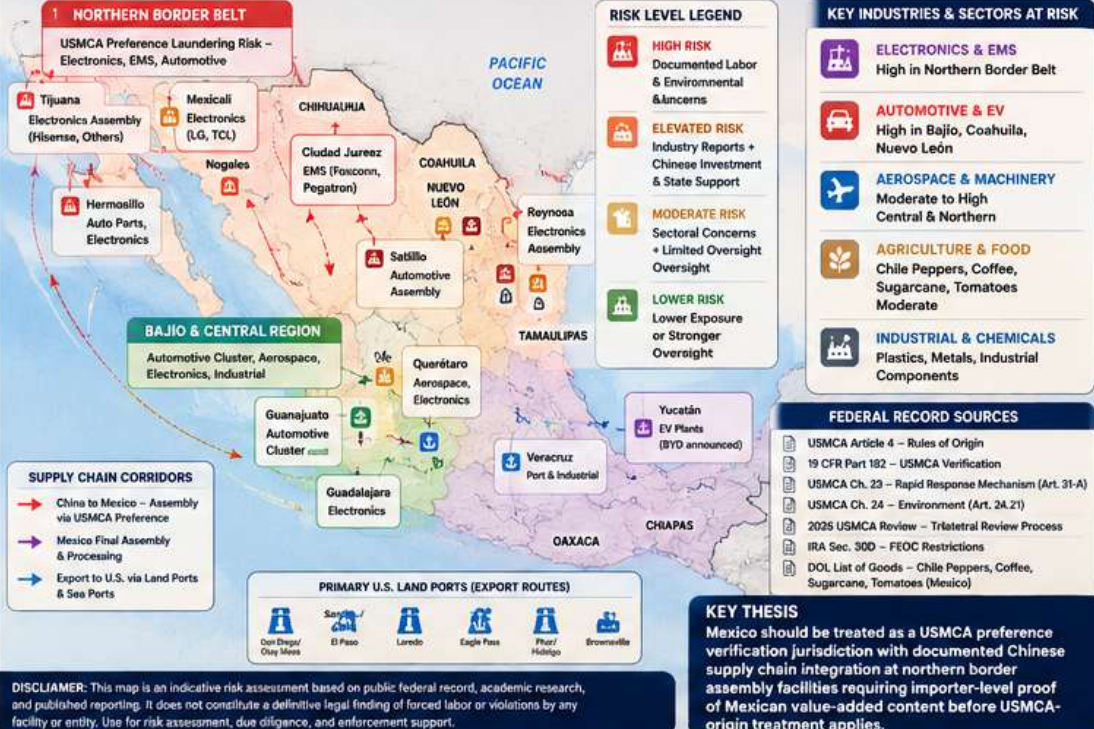 1 NORTHERN BORDER BELT
USMCA Preference Laundering Risk –
Electronics, EMS, Automotive
Tijuana
Electronics Assembly
(Hisense, Others)
Mexicali
Electronics
(LG, TCL)
Nogales
Hermosillo
Auto Parts,
Electronics
CHIHUAUHUA
Ciudad Jureez
EMS (Foxconn,
Pegatron)
COAHUILA
NUEVO
LEÓN
Satlillo
Automotive
Assembly
Reynosa
Electronics
Assembly
TAMAULIPAS
PACIFIC
OCEAN
BAJÍO & CENTRAL REGION
Automotive Cluster, Aerospace,
Electronics, Industrial
Querétaro
Aerospace,
Electronics
Guanajuato
Automotive
Cluster
Guadalajara
Electronics
Veracruz
Port & Industrial
Yucatán
EV Plants
(BYD announced)
CHIAPAS
OAXACA
RISK LEVEL LEGEND
HIGH RISK
Documented Labor
& Enviromnental
&Iuncerns
ELEVATED RISK
Industry Reports +
Chinese Investment
& State Support
MODERATE RISK
Sectoral Concerns
+ Limited Oversight
Oversight
LOWER RISK
Lower Exposure
or Stronger
Oversight
KEY INDUSTRIES & SECTORS AT RISK
ELECTRONICS & EMS
High in Northern Border Belt
AUTOMOTIVE & EV
High in Bajío, Coahuila,
Nuevo León
AEROSPACE & MACHINERY
Moderate to High
Central & Northern
AGRICULTURE & FOOD
Chile Peppers, Coffee,
Sugarcane, Tomatoes
Moderate
INDUSTRIAL & CHEMICALS
Plastics, Metals, Industrial
Components
FEDERAL RECORD SOURCES
USMCA Article 4 – Rules of Origin
19 CFR Part 182 – USMCA Verification
USMCA Ch. 23 – Rapid Response Mechanism (Art. 31-A)
USMCA Ch. 24 – Environment (Art. 24.21)
2026 USMCA Review – Trilatetral Review Process
IRA Sec. 30D – FEOC Restrictions
DOL List of Goods – Chile Peppers, Coffee,
Sugarcane, Tomatoes (Mexico)
SUPPLY CHAIN CORRIDORS
China to Mexico – Assembly
via USMCA Preference
Mexico Final Assembly
& Processing
Export to U.S. via Land Ports
& Sea Ports
PRIMARY U.S. LAND PORTS (EXPORT ROUTES)
El Paso
Laredo
Eagle Pass
Hidalgo
Brownsville
KEY THESIS
Mexico should be treated as a USMCA preference
verification jurisdiction with documented Chinese
supply chain integration at northern border
assembly facilities requiring importer-level proof
of Mexican value-added content before USMCA-
origin treatment applies.
DISCLIAMER: This map is an indicative risk assessment based on public federal record, academic research,
and published reporting. It does not constitute a definitive legal finding of forced labor or violations by any
facility or entity. Use for risk assessment, due diligence, and enforcement support.